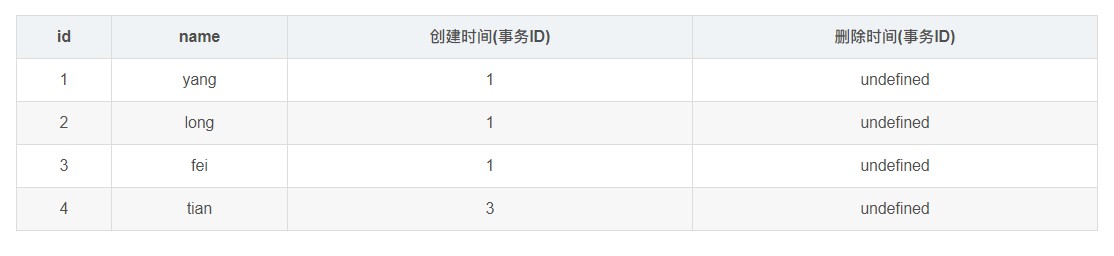 id name 创建时间(事务ID) 删除时间(事务ID)
1 yang 1 undefined
2 long 1 undefined
3 fei 1 undefined
4 tian 3 undefined